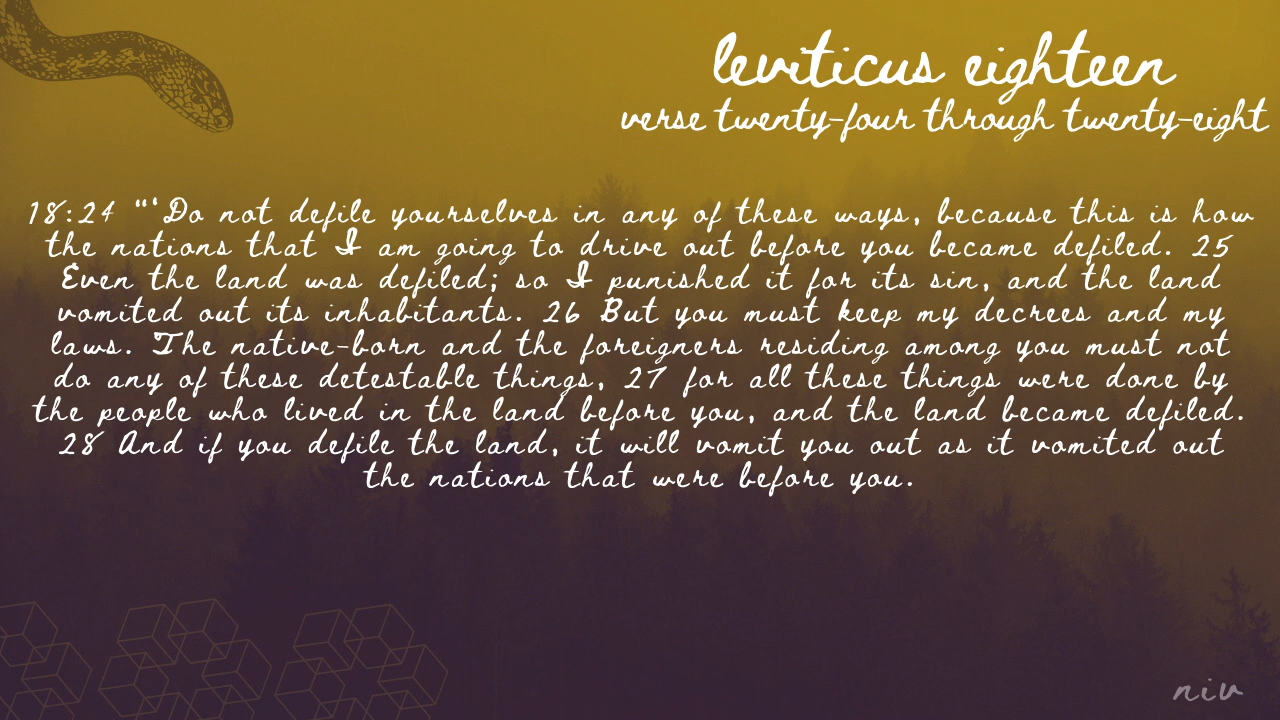 leviticus eighteen
verse twenty-four through twenty-eight
18:24 “‘Do not defile yourselves in any of these ways, because this is how
the nations that I am going to drive out before you became defiled. 25
Even the land was defiled; so I punished it for its sin, and the land
vomited out its inhabitants. 26 But you must keep my decrees and my
laws. The native-born and the foreigners residing among you must not
do any of these detestable things, 27 for all these things were done by
the people who lived in the land before you, and the land became defiled.
28 And if you defile the land, it will vomit you out as it vomited out
the nations that were before you.
niv